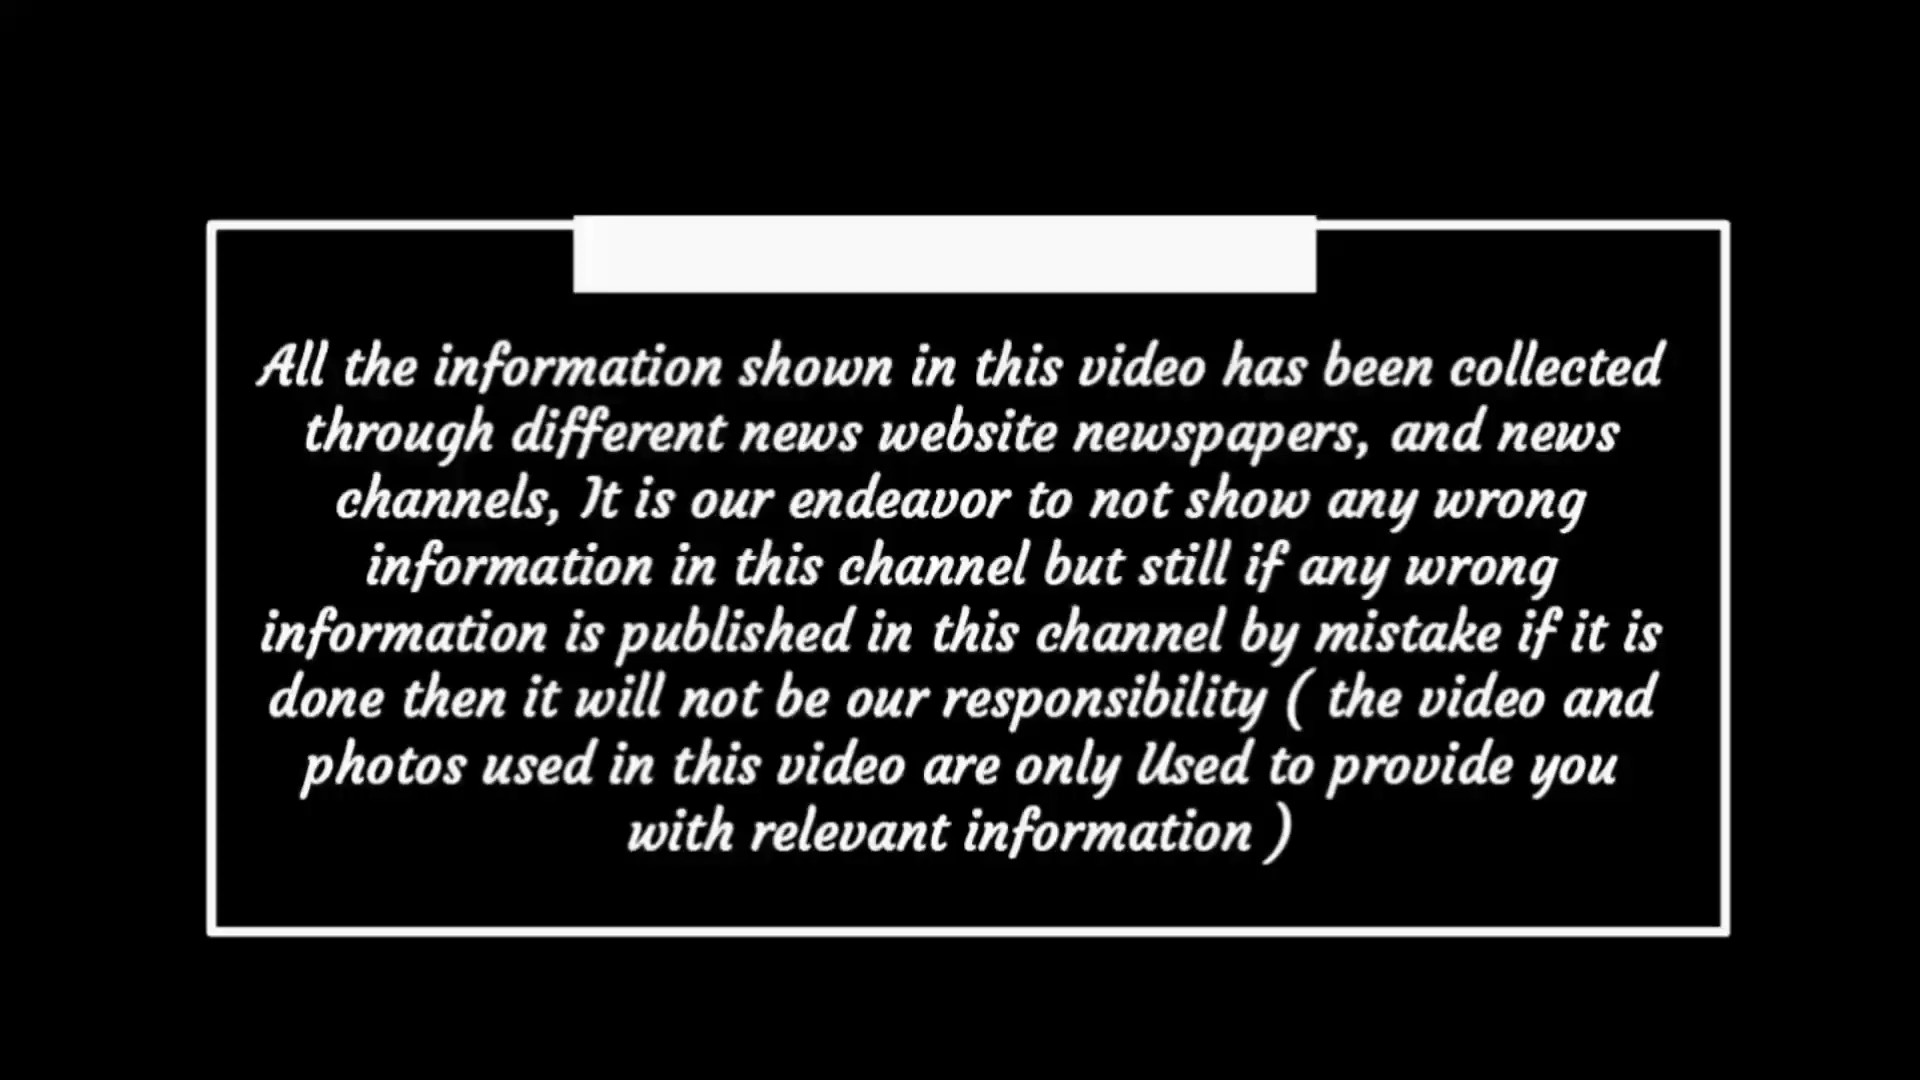 All the information shown in this video has been collected
through different news website newspapers, and news
channels, It is our endeavor to not show any wrong
information in this channel but still if any wrong
information is published in this channel by mistake if it is
done then it will not be our responsibility ( the video and
photos used in this video are only Used to provide you
with relevant information )